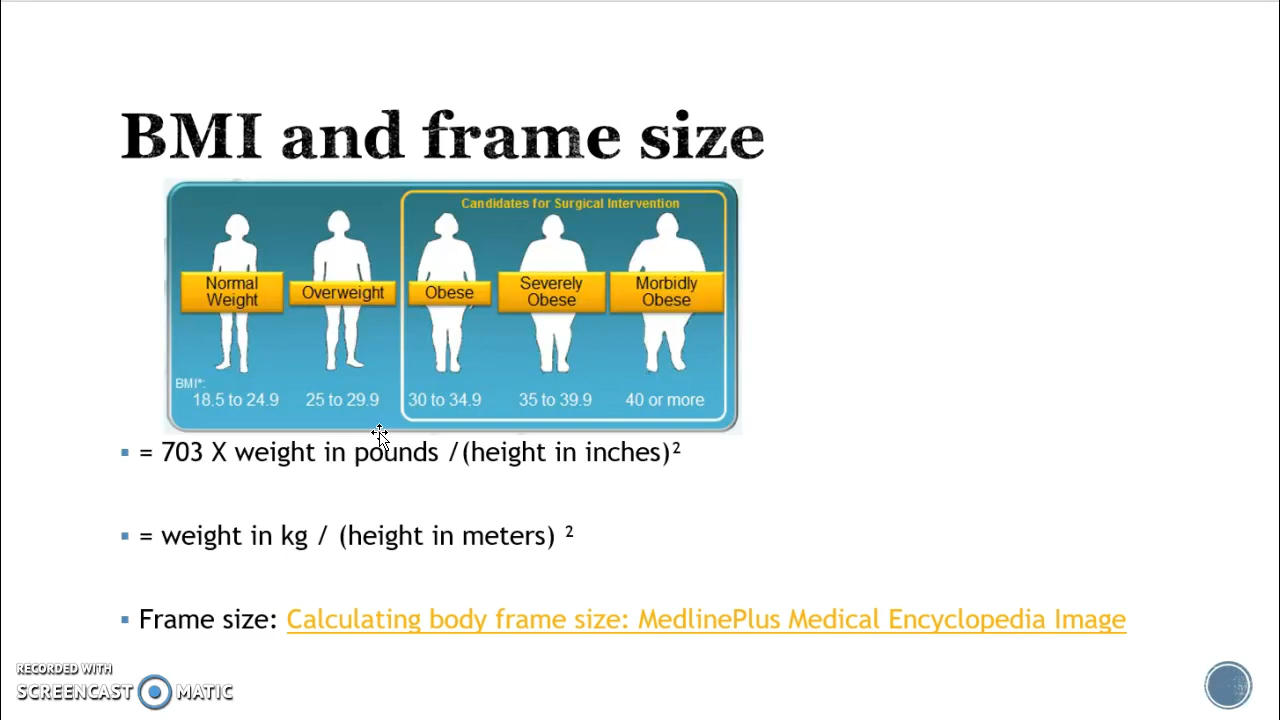 BMI and frame size
Candidates for Surgical Intervention
Normal Weight
Overweight
Obese
Severely Obese
Morbidly Obese
BMI*:
18.5 to 24.9 25 to 29.9 30 to 34.9 35 to 39.9 40 or more
▪ = 703 X weight in pounds /(height in inches)²
▪ = weight in kg / (height in meters) ²
▪ Frame size: Calculating body frame size: MedlinePlus Medical Encyclopedia Image
RECORDED WITH
SCREENCAST MATIC